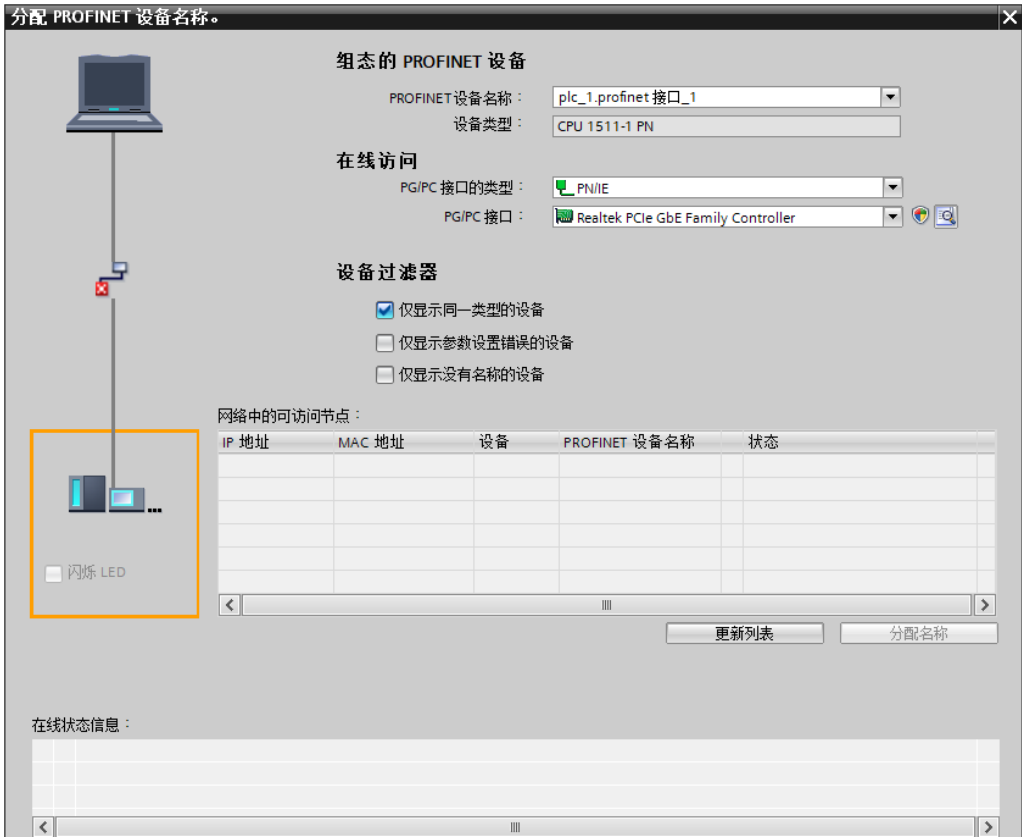 分配 PROFINET 设备名称。
组态的 PROFINET 设备
PROFINET设备名称：
plc_1.profinet 接口_1
设备类型：
CPU 1511-1 PN
在线访问
PG/PC 接口的类型：
PN/IE
PG/PC 接口：
Realtek PCIe GbE Family Controller
设备过滤器
仅显示同一类型的设备
仅显示参数设置错误的设备
仅显示没有名称的设备
网络中的可访问节点：
IP 地址 MAC 地址 设备 PROFINET 设备名称 状态
闪烁 LED
更新列表 分配名称
在线状态信息：